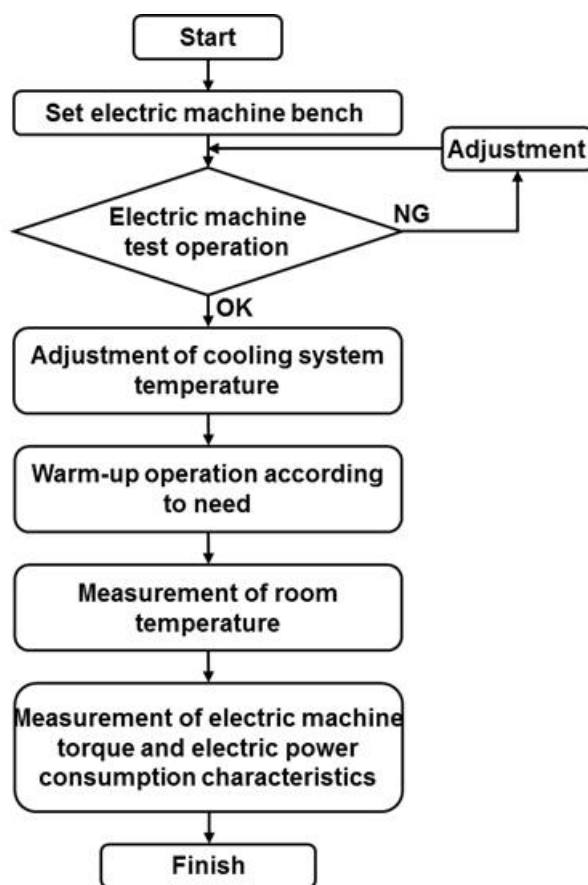 Start
Set electric machine bench
Adjustment
Electric machine
test operation
NG
OK
Adjustment of cooling system
temperature
Warm-up operation according
to need
Measurement of room
temperature
Measurement of electric machine
torque and electric power
consumption characteristics
Finish